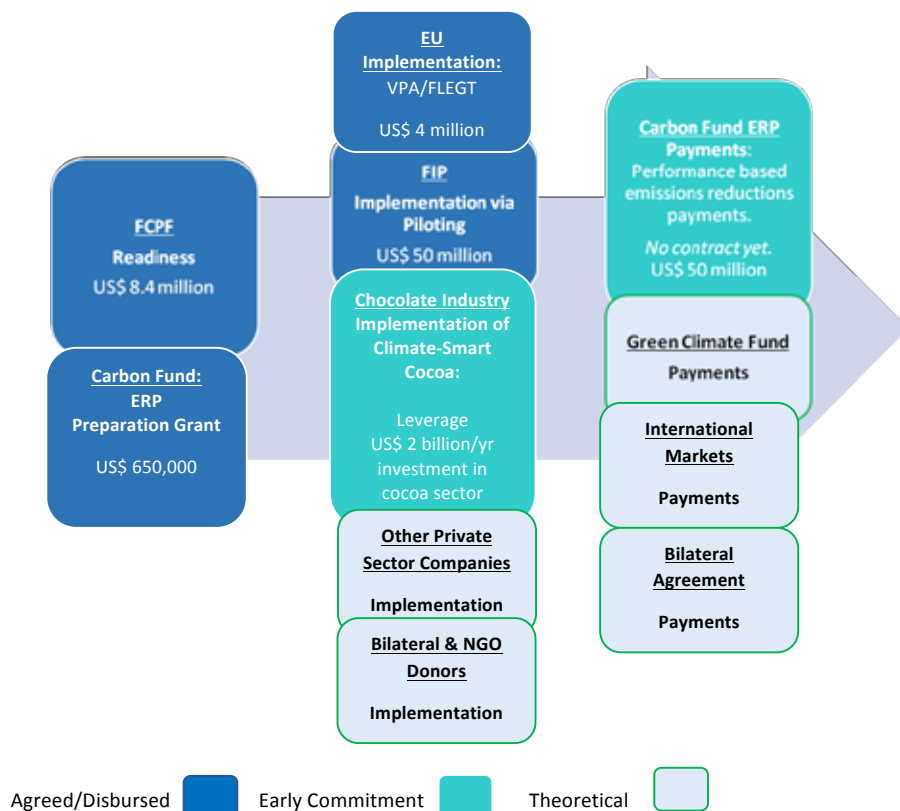 FCPF
Readiness
US$ 8.4 million
Carbon Fund:
ERP
Preparation Grant
US$ 650,000
EU
Implementation:
VPA/FLEGT
US$ 4 million
FIP
Implementation via
Piloting
US$ 50 million
Chocolate Industry
Implementation of
Climate-Smart
Cocoa:
Leverage
US$ 2 billion/yr
investment in
cocoa sector
Other Private
Sector Companies
Implementation
Bilateral & NGO
Donors
Implementation
Carbon Fund ERP
Payments:
Performance based
emissions reductions
payments.
No contract yet.
US$ 50 million
Green Climate Fund
Payments
International
Markets
Payments
Bilateral
Agreement
Payments
Agreed/Disbursed Early Commitment Theoretical